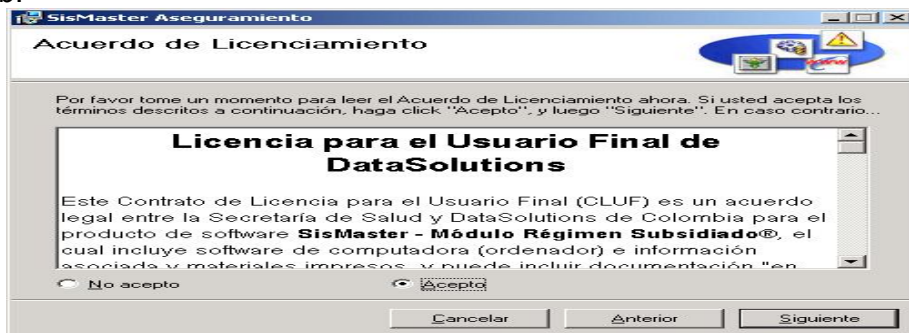 SisMaster Aseguramiento
Acuerdo de Licenciamiento
www
Por favor tome un momento para leer el Acuerdo de Licenciamiento ahora. Si usted acepta los
términos descritos a continuación, haga click "Acepto", y luego "Siguiente". En caso contrario...
Licencia para el Usuario Final de
DataSolutions
Este Contrato de Licencia para el Usuario Final (CLUF) es un acuerdo
legal entre la Secretaría de Salud y DataSolutions de Colombia para el
producto de software SisMaster - Módulo Régimen Subsidiado®, el
cual incluye software de computadora (ordenador) e información
asociada y materiales impresos, y puede incluir documentación "en
No acepto
Acepto
Cancelar
Anterior
Siguiente